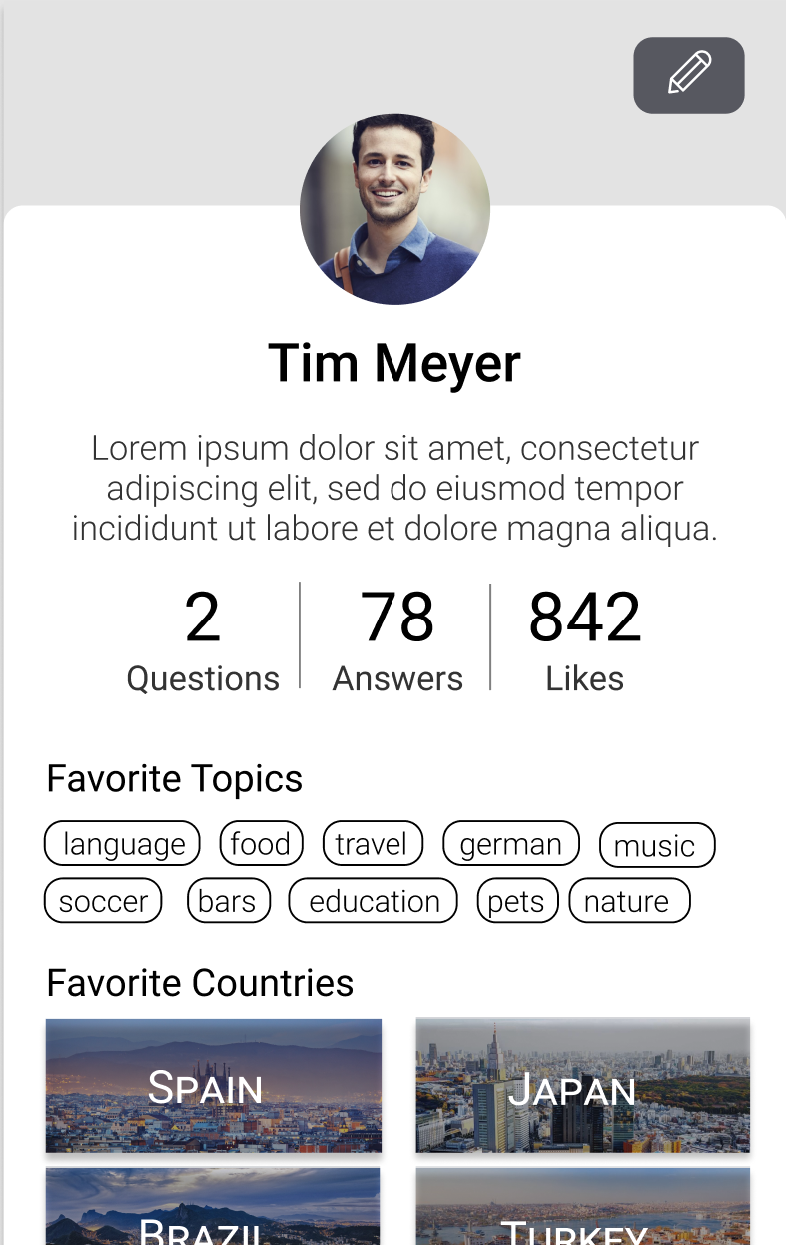 Tim Meyer
Lorem ipsum dolor sit amet, consectetur
adipiscing elit, sed do eiusmod tempor
incididunt ut labore et dolore magna aliqua.
2 78 842
Questions Answers Likes
Favorite Topics
language food travel german music
soccer bars education pets nature
Favorite Countries
SPAIN JAPAN
BRAZIL TURKEY